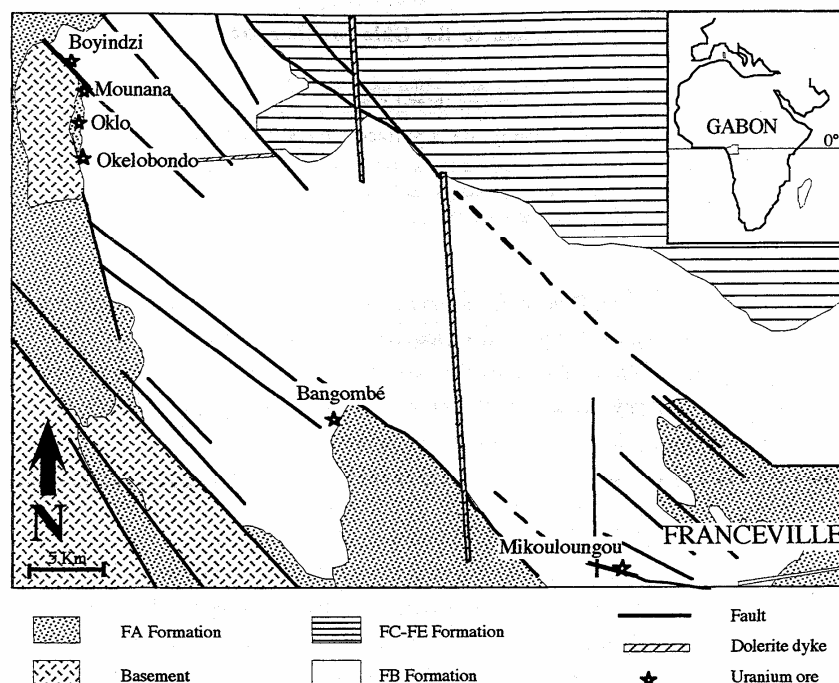 Boyindzi
Mounana
Oklo
Okelobondo
GABON
0°
Bangombé
N
5 Km
Mikouloungou
FRANCEVILLE
FA Formation
FC-FE Formation
Fault
Dolerite dyke
Basement
FB Formation
Uranium ore